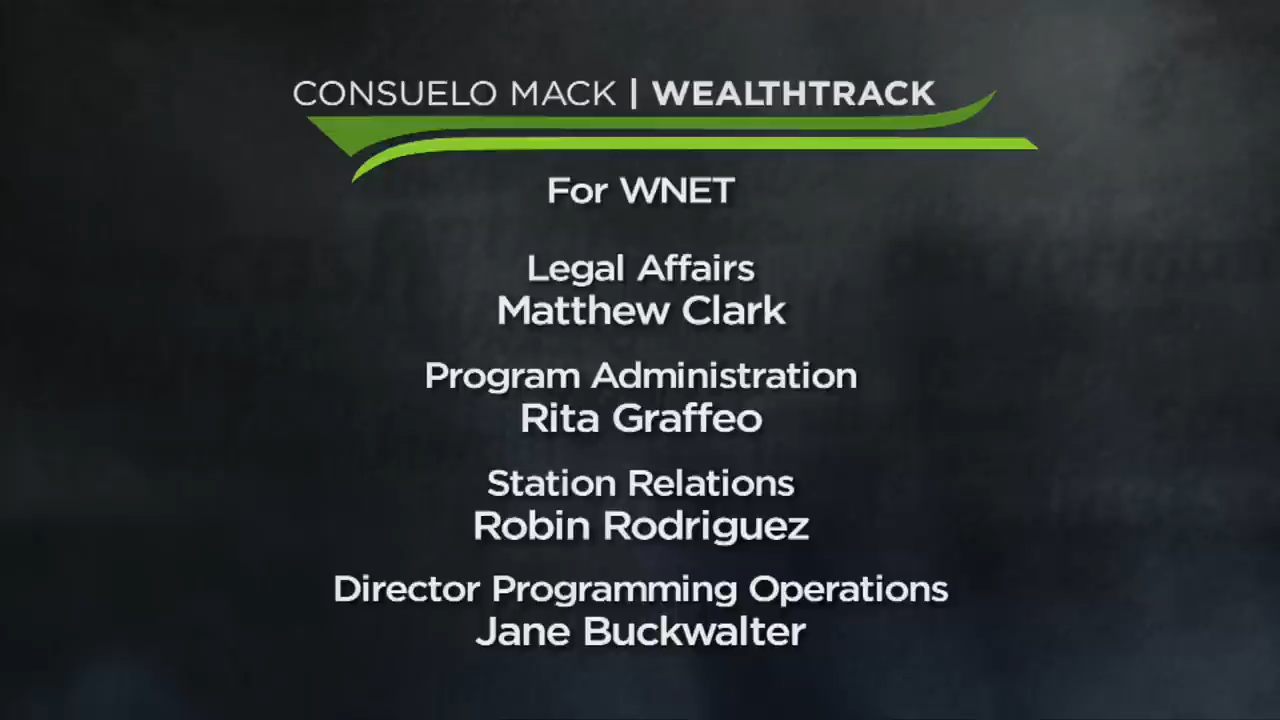 CONSUELO MACK | WEALTHTRACK
For WNET
Legal Affairs
Matthew Clark
Program Administration
Rita Graffeo
Station Relations
Robin Rodriguez
Director Programming Operations
Jane Buckwalter